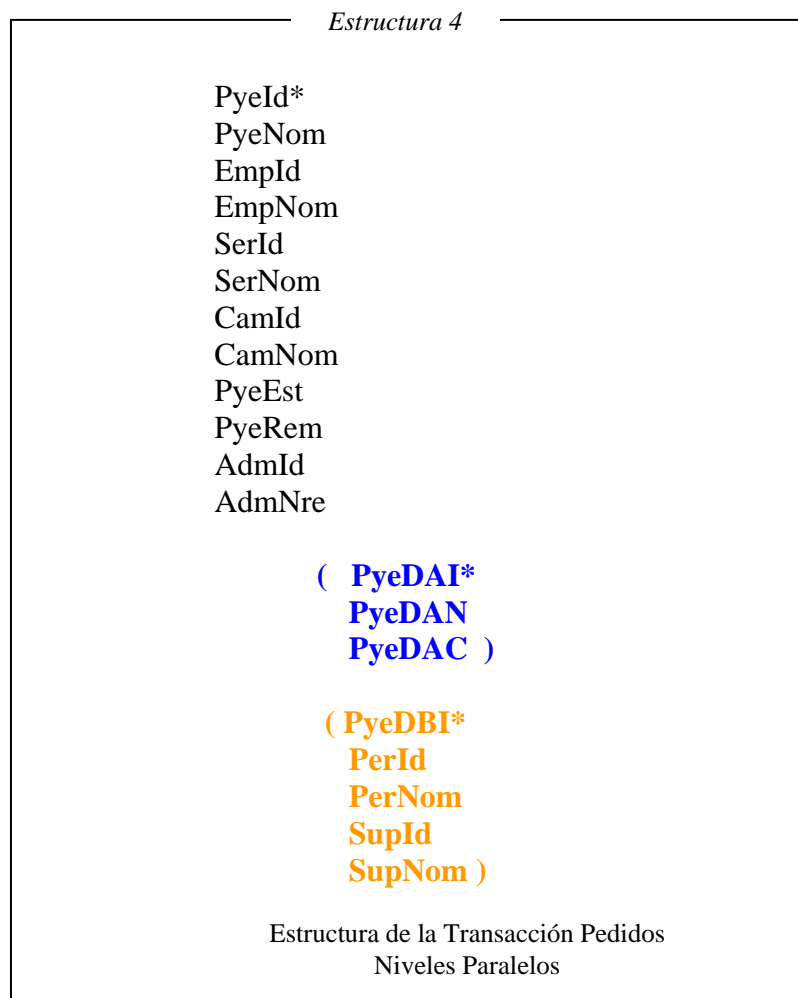 Estructura 4
PyeId*
PyeNom
EmpId
EmpNom
SerId
SerNom
CamId
CamNom
PyeEst
PyeRem
AdmId
AdmNre
( PyeDAI*
PyeDAN
PyeDAC )
( PyeDBI*
PerId
PerNom
SupId
SupNom )
Estructura de la Transacción Pedidos
Niveles Paralelos